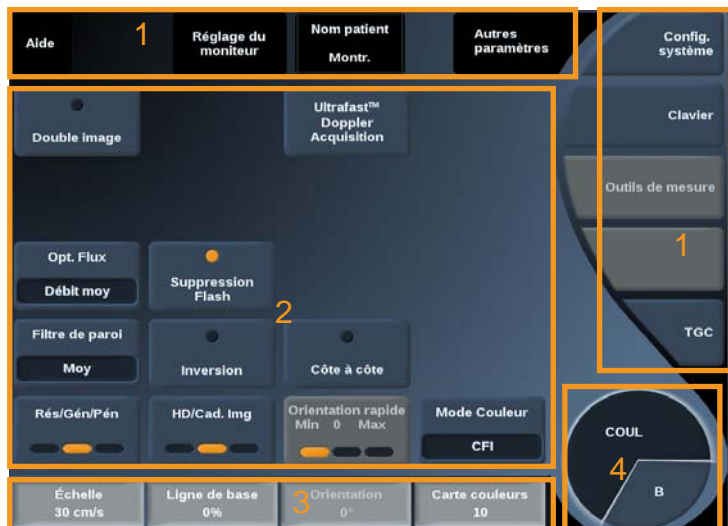 Aide
1
Réglage du
moniteur
Nom patient
Montr.
Autres
paramètres
Config.
système
Clavier
Outils de mesure
1
TGC
Double image
Ultrafast™
Doppler
Acquisition
Opt. Flux
Débit moy
Suppression
Flash
2
Filtre de paroi
Moy
Inversion
Côte à côte
Rés/Gén/Pén
HD/Cad. Img
Orientation rapide
Min 0 Max
Mode Couleur
CFI
COUL
4
B
Échelle
30 cm/s
Ligne de base
0%
3
Orientation
0°
Carte couleurs
10